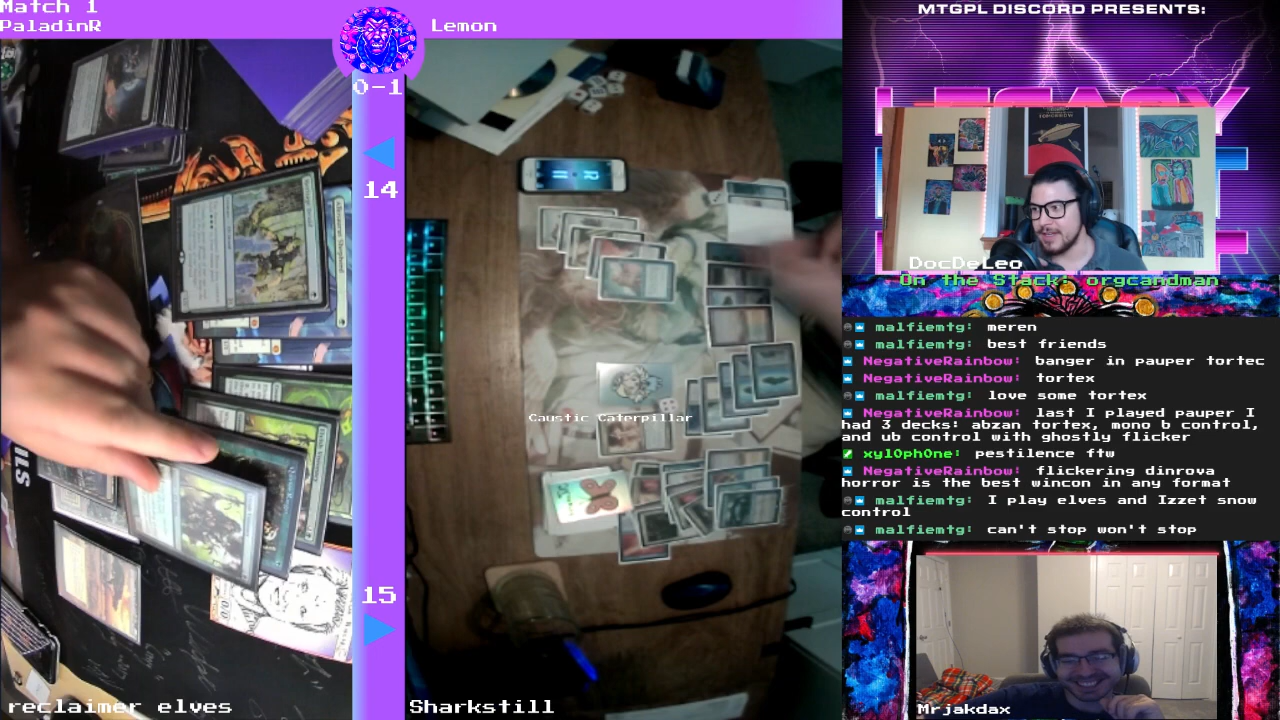 Match 1
PaladinR
Lemon
0-1
14
15
reclaimer elves
Caustic Caterpillar
Sharkstill
MTGPL DISCORD PRESENTS:
LEGACY
DocDeLeo
On the Stack: orgcandman
malfiemtg: meren
malfiemtg: best friends
NegativeRainbow: banger in pauper tortec
NegativeRainbow: tortex
malfiemtg: love some tortex
NegativeRainbow: last I played pauper I
had 3 decks: abzan tortex, mono b control,
and ub control with ghostly flicker
xyl0ph0ne: pestilence ftw
NegativeRainbow: flickering dinrova
horror is the best wincon in any format
malfiemtg: I play elves and Izzet snow
control
malfiemtg: can't stop won't stop
Mrjakdax